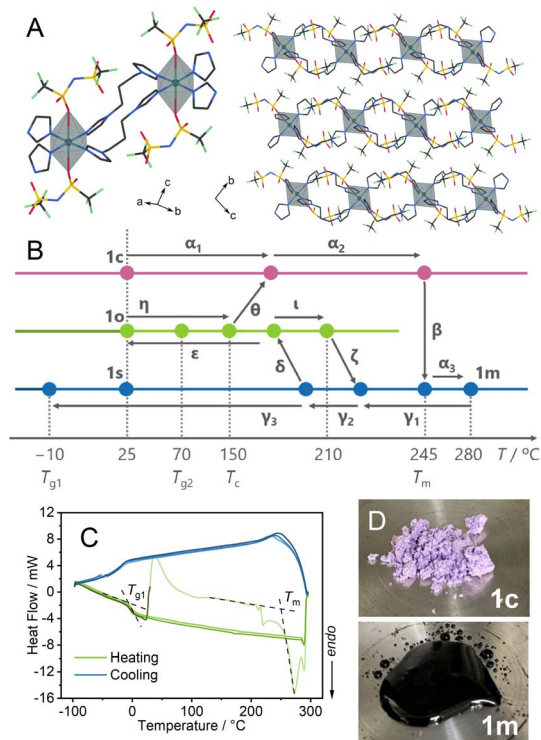 A
c
a
b
b
c
B
1c
α1
α2
1o
η
θ
ι
ε
δ
ζ
β
1s
α3
1m
γ3
γ2
γ1
−10
25
70
150
210
245
280
T / °C
Tg1
Tg2
Tc
Tm
C
12
8
4
0
-4
-8
-12
-16
Heat Flow / mW
Tg1
Tm
Heating
Cooling
endo
-100
0
100
200
300
Temperature / °C
D
1c
1m